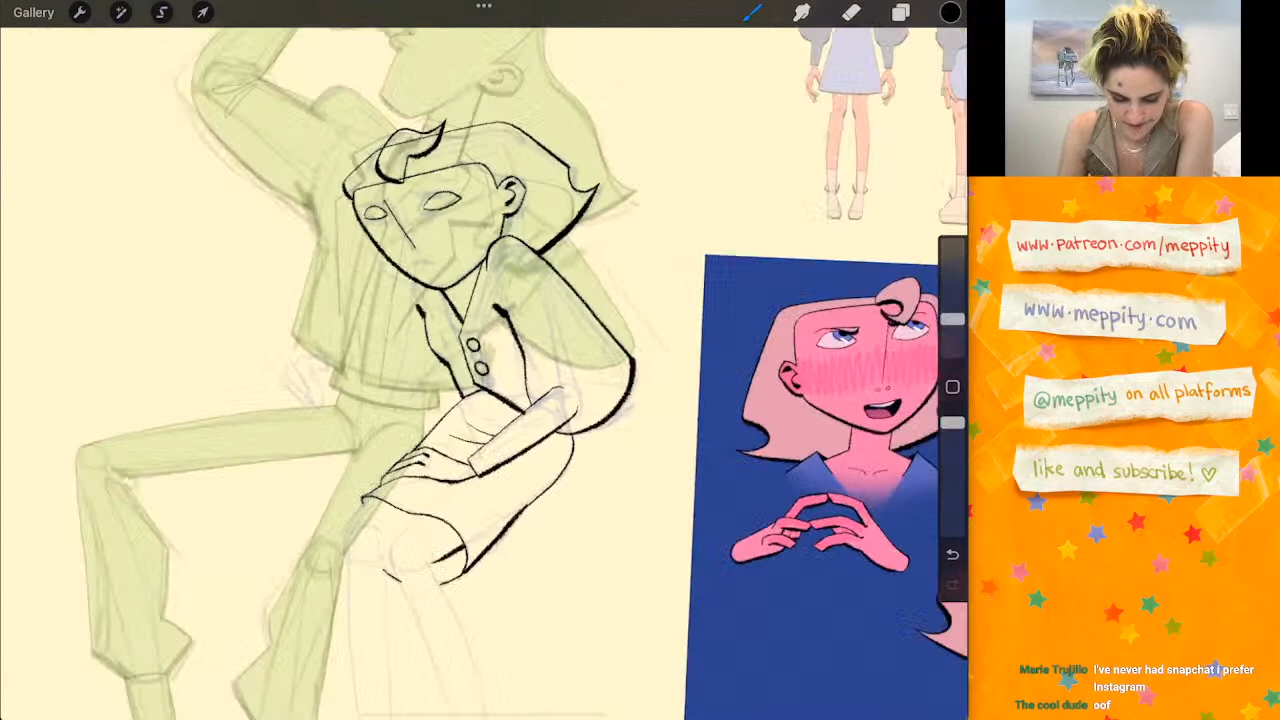 Gallery
www.patreon.com/meppity
www.meppity.com
@meppity on all platforms
like and subscribe! ♡
Maria Trujillo I've never had snapchat i prefer
Instagram
The cool dude oof